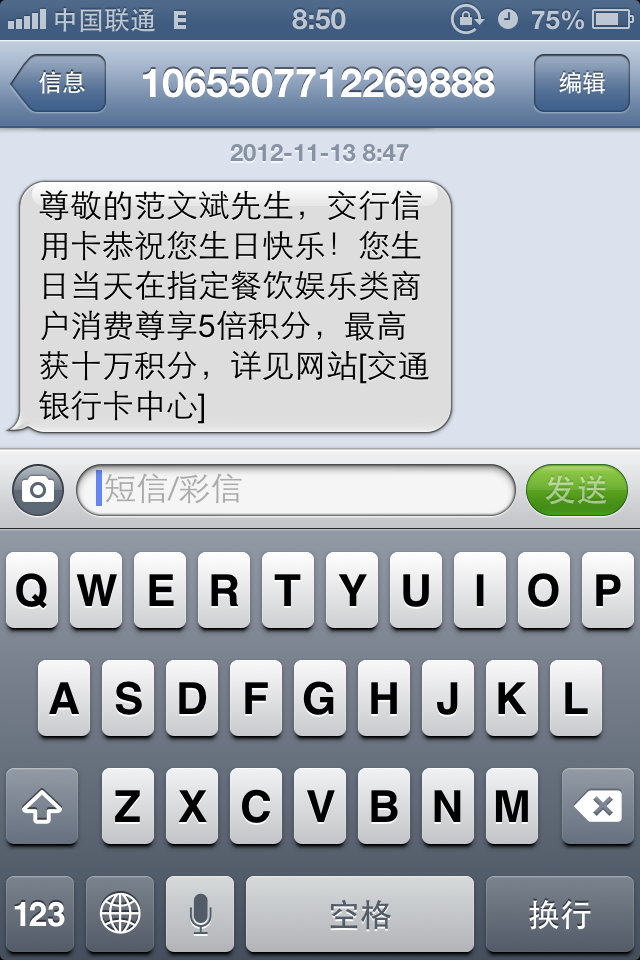 中国联通 E 8:50 75%
信息 1065507712269888 编辑
2012-11-13 8:47
尊敬的范文斌先生，交行信
用卡恭祝您生日快乐！您生
日当天在指定餐饮娱乐类商
户消费尊享5倍积分，最高
获十万积分，详见网站[交通
银行卡中心]
短信/彩信 发送
Q W E R T Y U I O P
A S D F G H J K L
Z X C V B N M
123 空格 换行